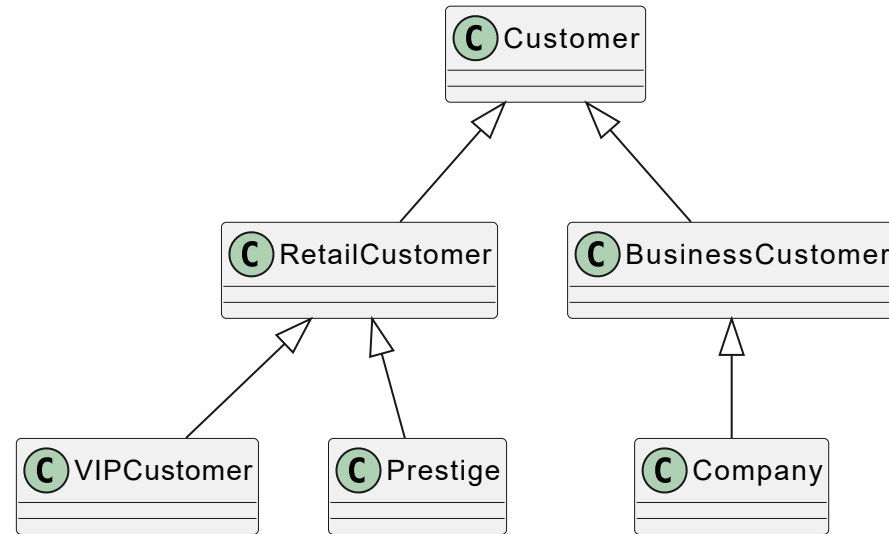 C Customer
C RetailCustomer
C BusinessCustomer
C VIPCustomer
C Prestige
C Company